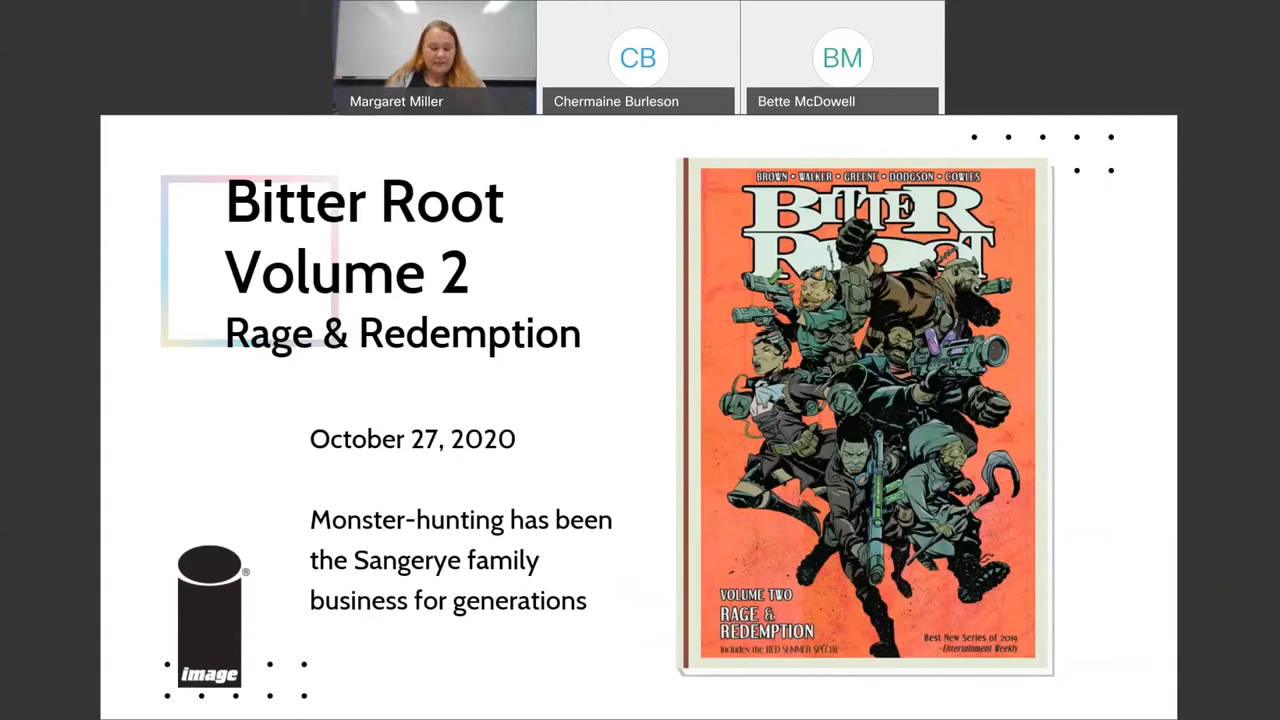 CB
BM
Margaret Miller
Chermaine Burleson
Bette McDowell
Bitter Root
Volume 2
Rage & Redemption
October 27, 2020
Monster-hunting has been
the Sangerye family
business for generations
image
®
BROWN • WALKER • GREENE • DODGSON • COWLES
BITTER
ROOT
VOLUME TWO
RAGE &
REDEMPTION
Includes the RED SUMMER SPECIAL
Best New Series of 2019
-Entertainment Weekly